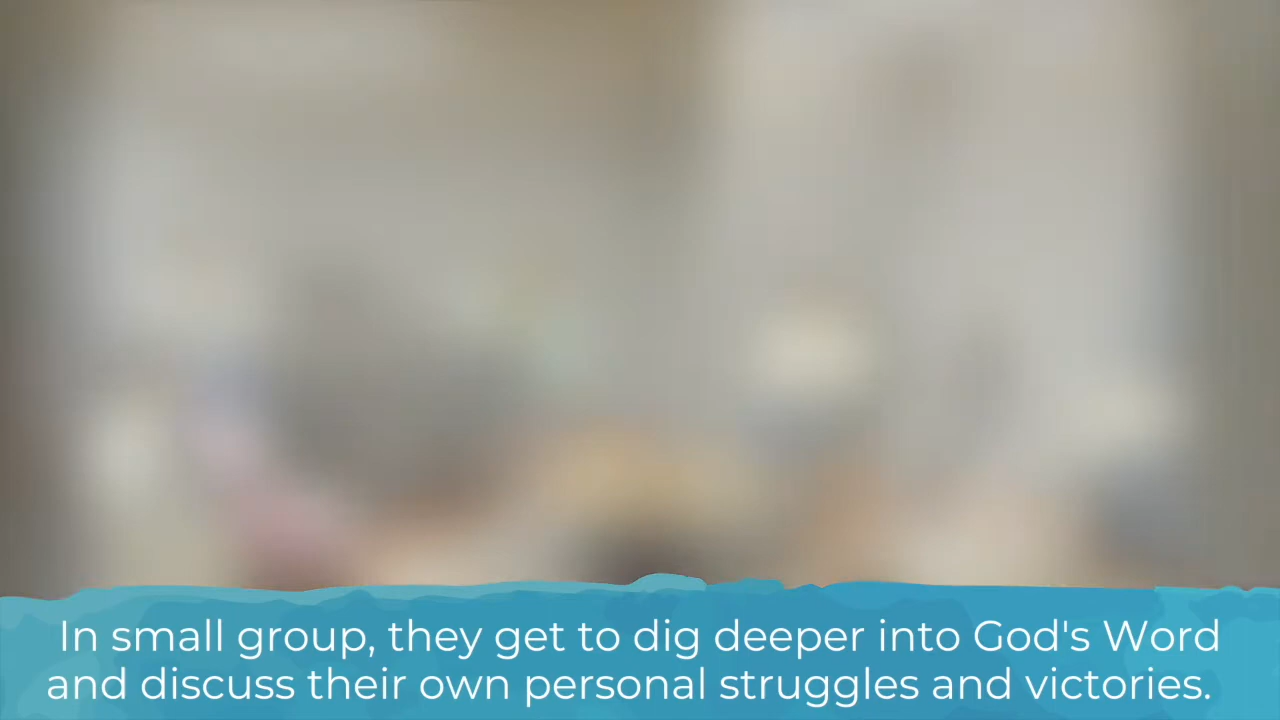 In small group, they get to dig deeper into God's Word
and discuss their own personal struggles and victories.